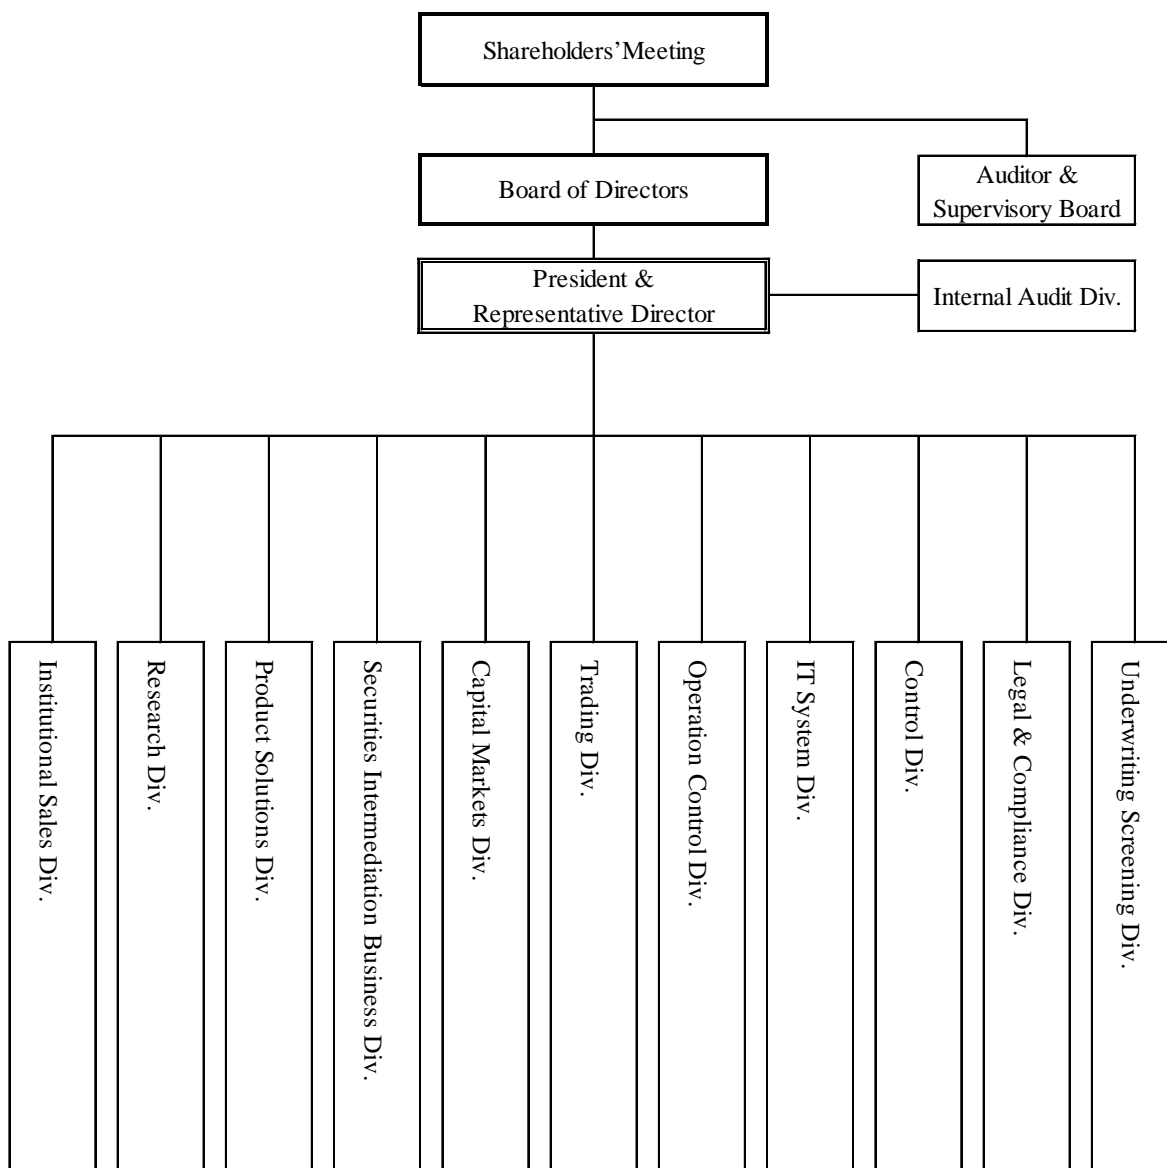 Shareholders’Meeting
Board of Directors
Auditor &
Supervisory Board
President &
Representative Director
Internal Audit Div.
Institutional Sales Div.
Research Div.
Product Solutions Div.
Securities Intermediation Business Div.
Capital Markets Div.
Trading Div.
Operation Control Div.
IT System Div.
Control Div.
Legal & Compliance Div.
Underwriting Screening Div.